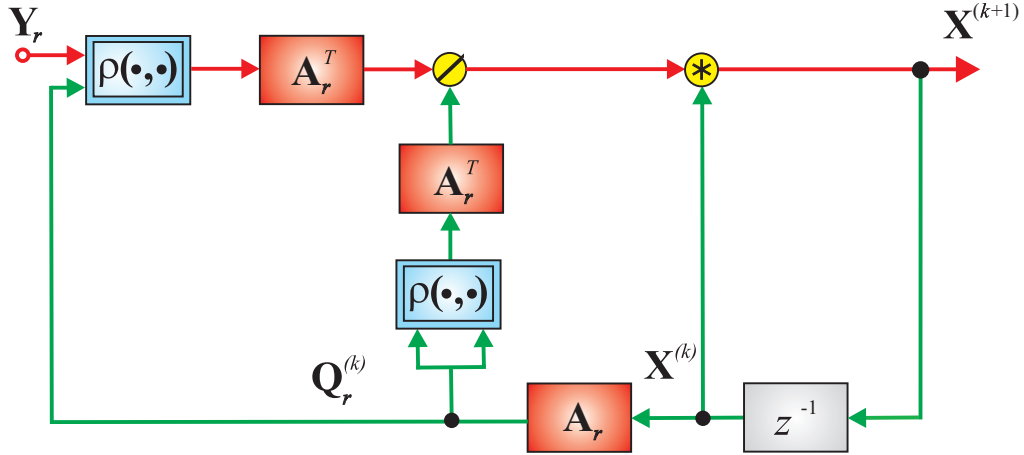 Y_r
X^(k+1)
ρ(•,•)
A_r^T
A_r^T
ρ(•,•)
Q_r^(k)
X^(k)
A_r
z^-1